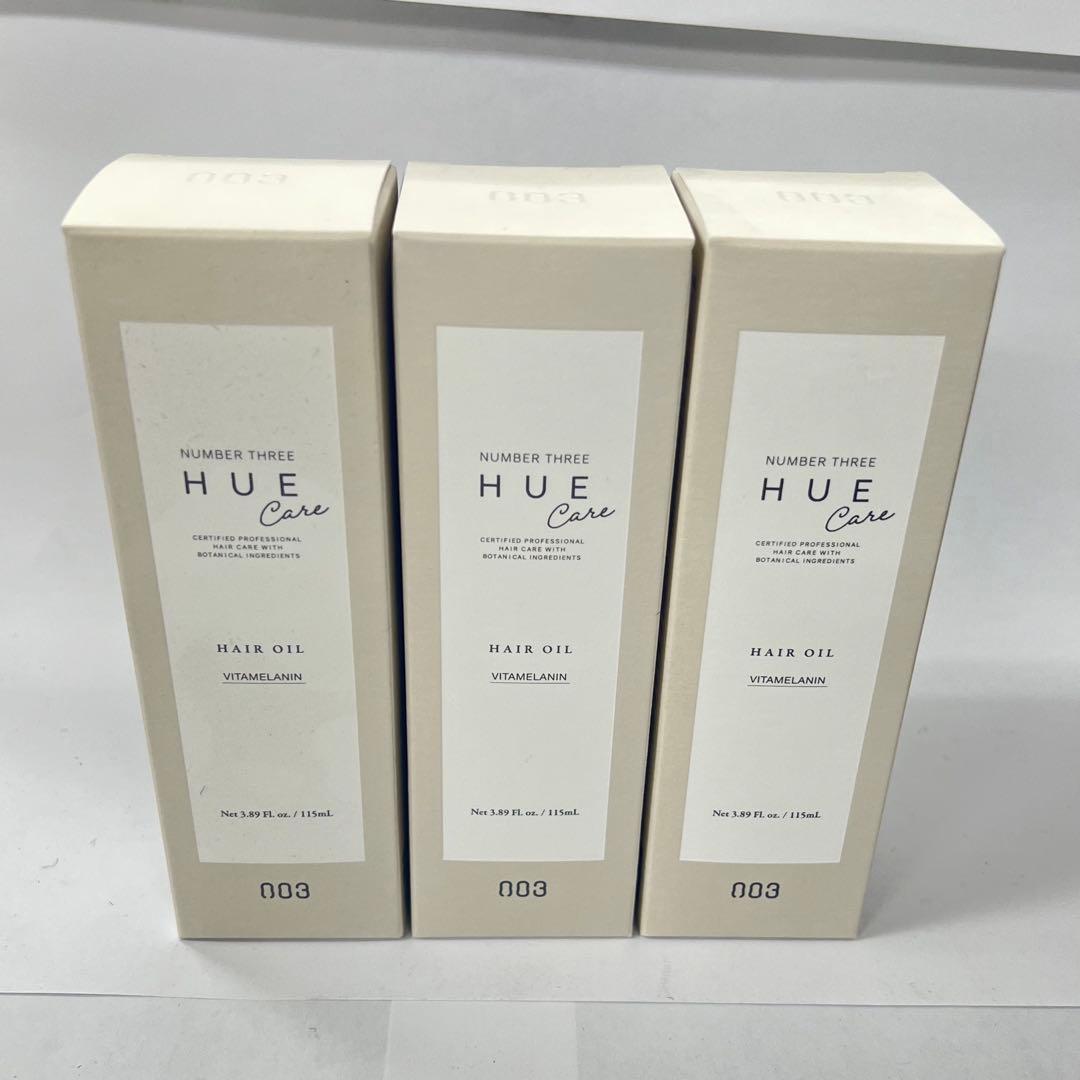 003
NUMBER THREE
HUE
Care
CERTIFIED PROFESSIONAL
HAIR CARE WITH
BOTANICAL INGREDIENTS
HAIR OIL
VITAMELANIN
Net 3.89 Fl. oz. / 115mL
003
003
NUMBER THREE
HUE
Care
CERTIFIED PROFESSIONAL
HAIR CARE WITH
BOTANICAL INGREDIENTS
HAIR OIL
VITAMELANIN
Net 3.89 Fl. oz. / 115mL
003
003
NUMBER THREE
HUE
Care
CERTIFIED PROFESSIONAL
HAIR CARE WITH
BOTANICAL INGREDIENTS
HAIR OIL
VITAMELANIN
Net 3.89 Fl. oz. / 115mL
003